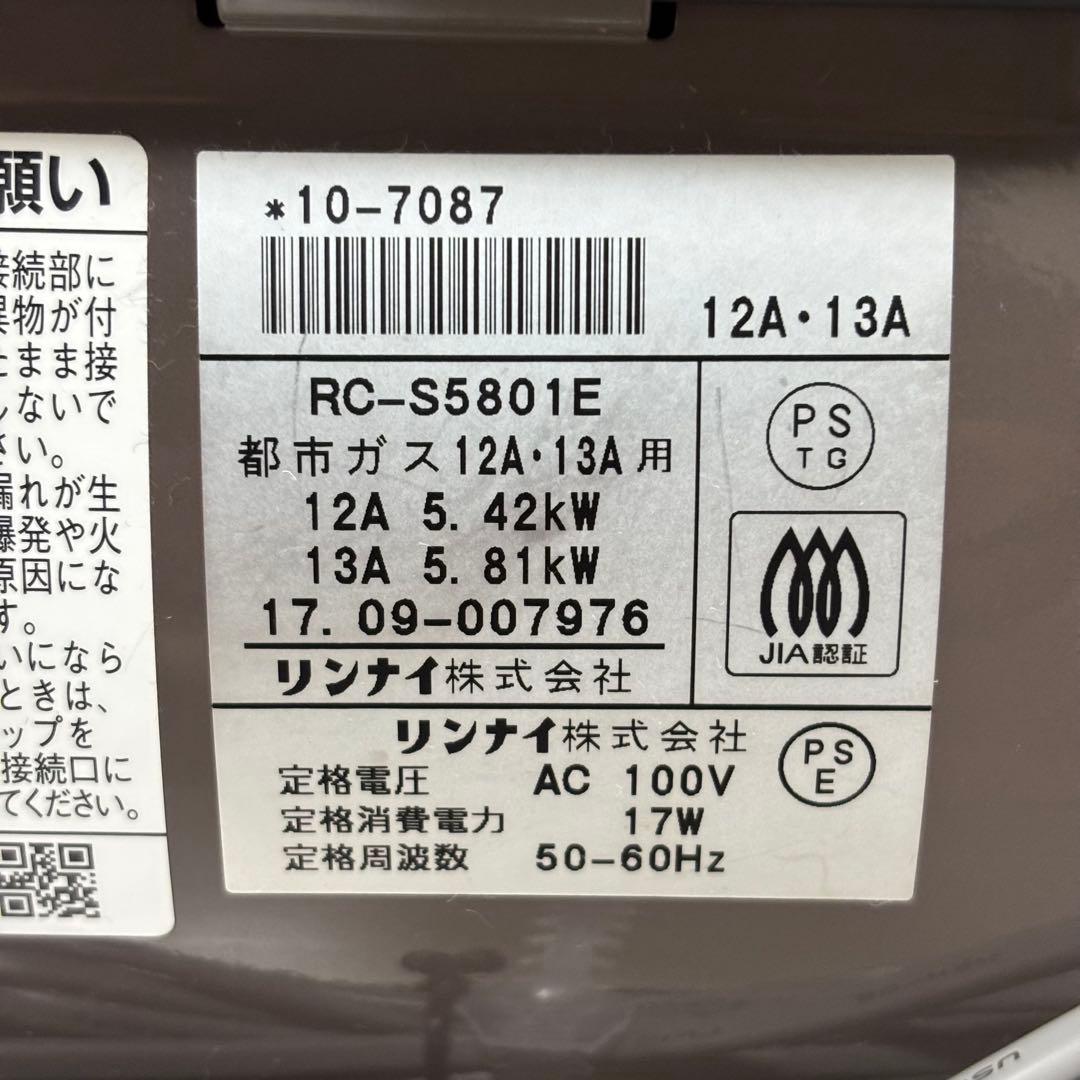 願い
接続部に
異物が付
たまま接
しないで
さい。
漏れが生
爆発や火
原因にな
す。
いになら
ときは、
ップを
接続口に
てください。
*10-7087
12A・13A
RC-S5801E
都市ガス12A・13A用
12A 5.42kW
13A 5.81kW
17.09-007976
リンナイ株式会社
PS
TG
JIA認証
リンナイ株式会社
定格電圧 AC 100V
定格消費電力 17W
定格周波数 50-60Hz
PS
E